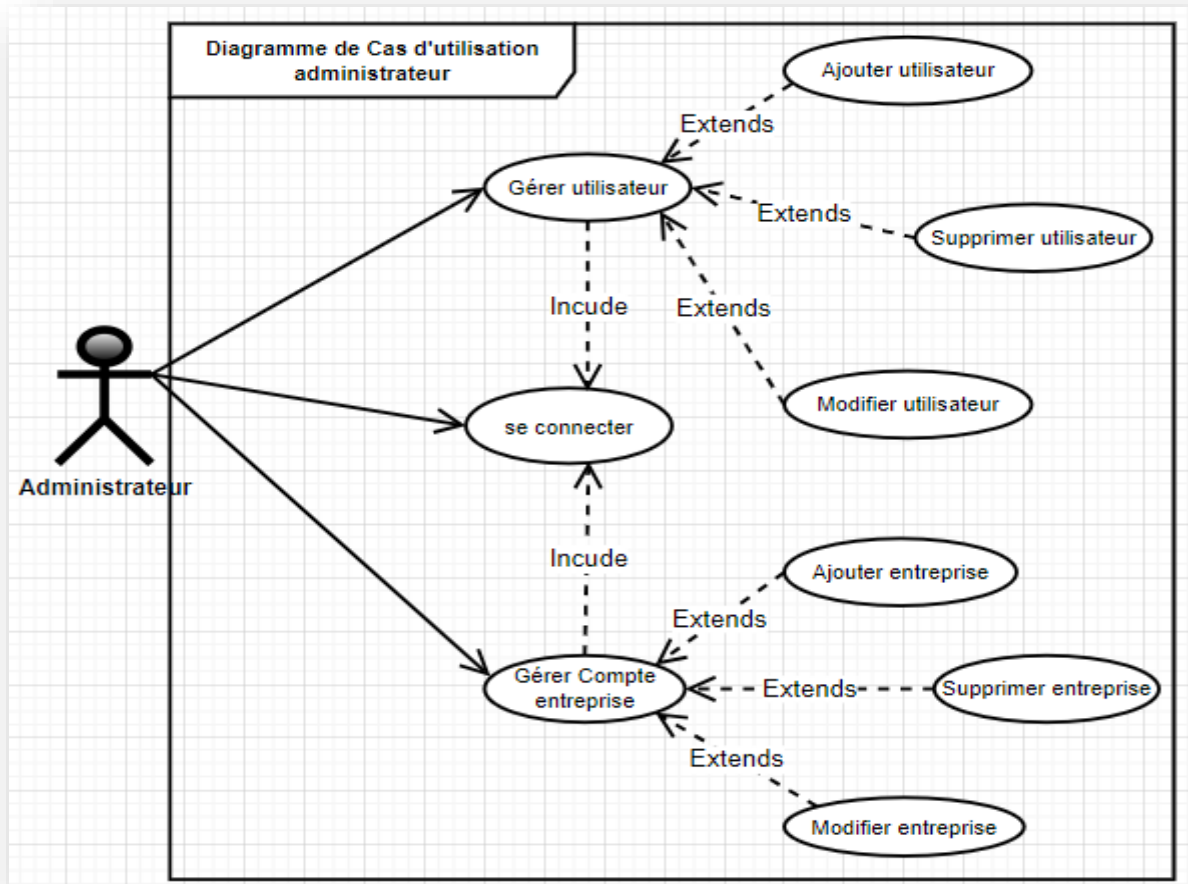 Diagramme de Cas d'utilisation
administrateur
Ajouter utilisateur
Extends
Gérer utilisateur
Extends
Supprimer utilisateur
Incude
Extends
Modifier utilisateur
se connecter
Administrateur
Incude
Ajouter entreprise
Extends
Gérer Compte
entreprise
Extends
Supprimer entreprise
Extends
Modifier entreprise